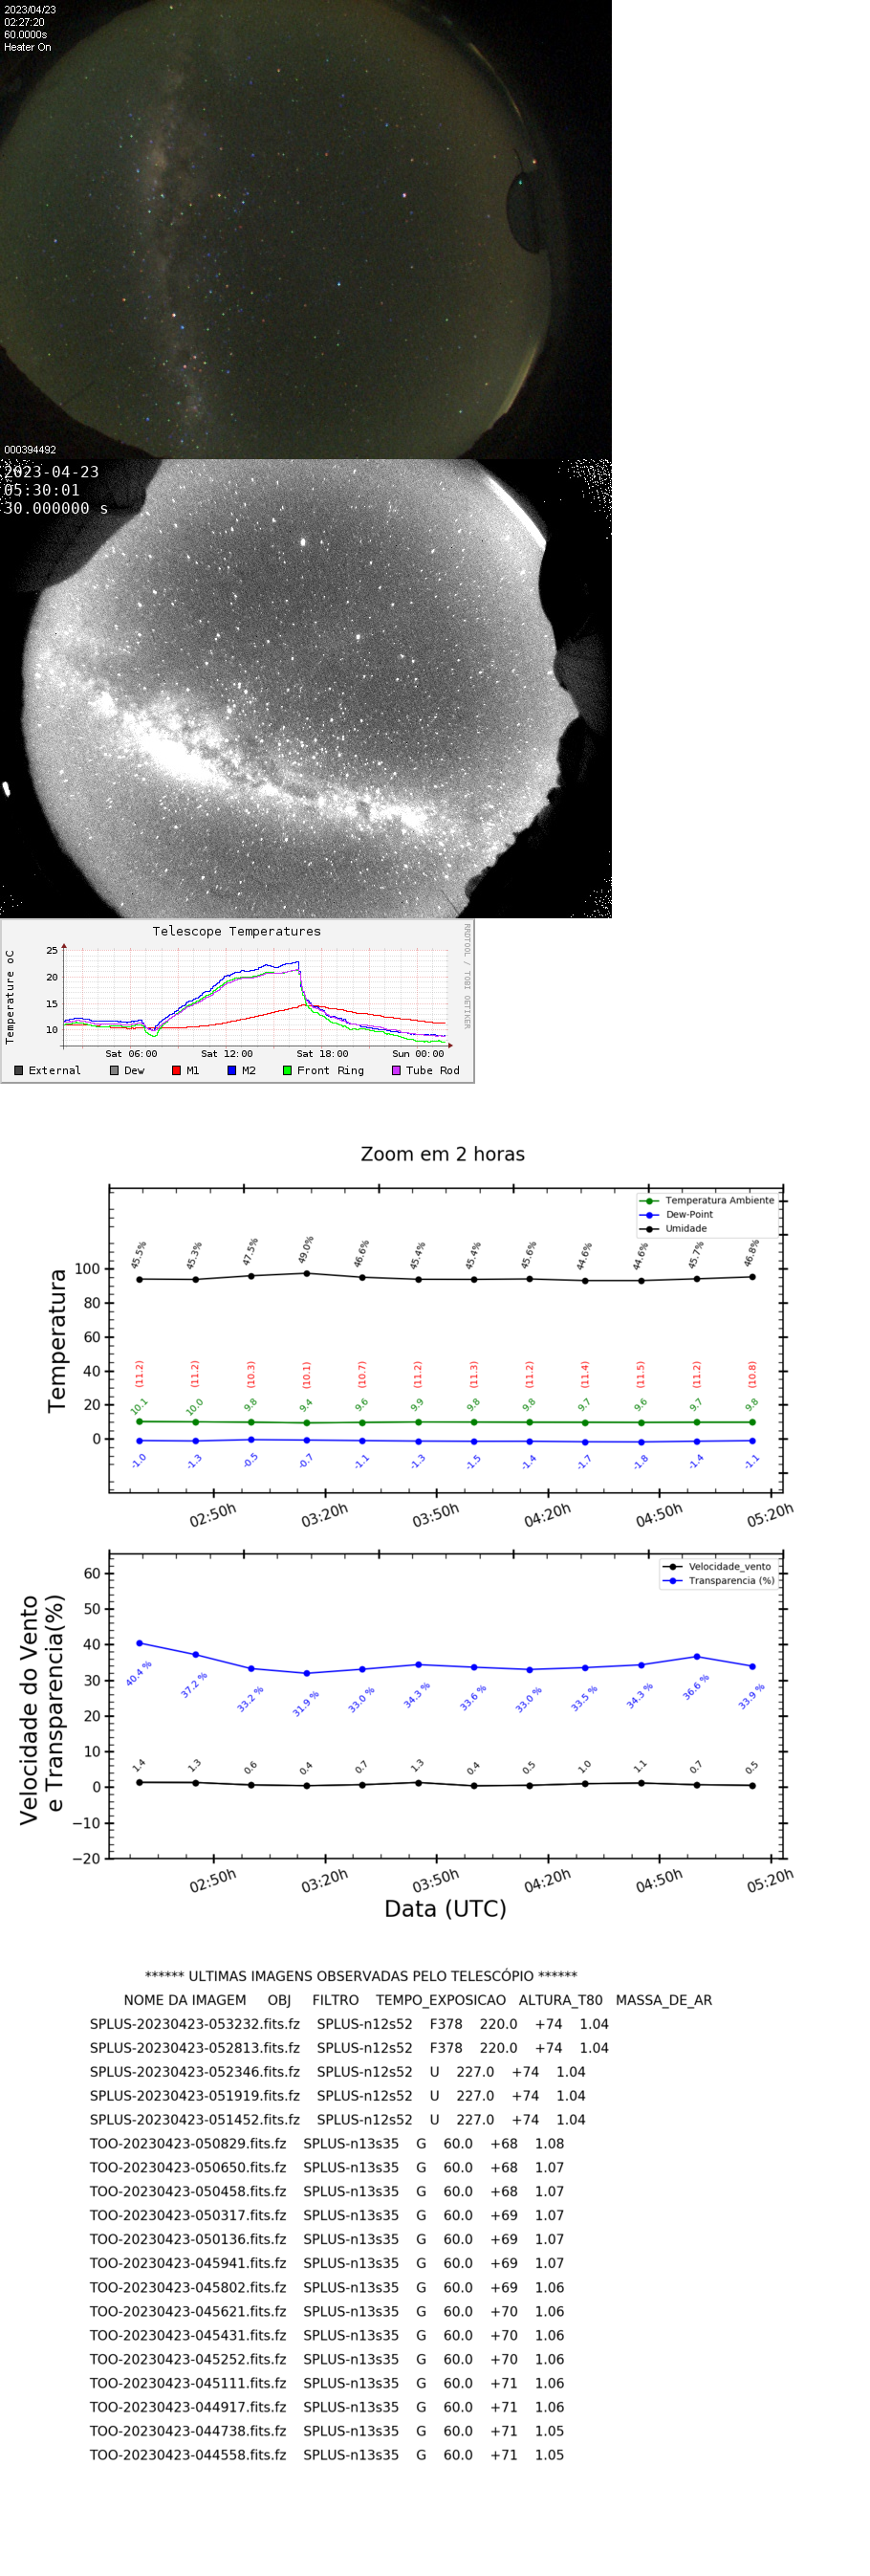 2023/04/23
02:27:20
60.0000s
Heater On
000394492
2023-04-23
05:30:01
30.000000 s
Telescope Temperatures
RRDTOOL / TOBI OETIKER
Temperature oC
25
20
15
10
Sat 06:00 Sat 12:00 Sat 18:00 Sun 00:00
External Dew M1 M2 Front Ring Tube Rod
Zoom em 2 horas
Temperatura Ambiente
Dew-Point
Umidade
Temperatura
45.5% 45.3% 47.5% 49.0% 46.6% 45.4% 45.4% 45.6% 44.6% 44.6% 45.7% 46.8%
100
80
60
40
20
0
(11.2) (11.2) (10.3) (10.1) (10.7) (11.2) (11.3) (11.2) (11.4) (11.5) (11.2) (10.8)
10.1 10.0 9.8 9.4 9.6 9.9 9.8 9.8 9.7 9.6 9.7 9.8
-1.0 -1.3 -0.5 -0.7 -1.1 -1.3 -1.5 -1.4 -1.7 -1.8 -1.4 -1.1
02:50h 03:20h 03:50h 04:20h 04:50h 05:20h
Velocidade_vento
Transparencia (%)
Velocidade do Vento
e Transparencia(%)
60
50
40
30
20
10
0
−10
−20
40.4 % 37.2 % 33.2 % 31.9 % 33.0 % 34.3 % 33.6 % 33.0 % 33.5 % 34.3 % 36.6 % 33.9 %
1.4 1.3 0.6 0.4 0.7 1.3 0.4 0.5 1.0 1.1 0.7 0.5
02:50h 03:20h 03:50h 04:20h 04:50h 05:20h
Data (UTC)
****** ULTIMAS IMAGENS OBSERVADAS PELO TELESCÓPIO ******
NOME DA IMAGEM OBJ FILTRO TEMPO_EXPOSICAO ALTURA_T80 MASSA_DE_AR
SPLUS-20230423-053232.fits.fz SPLUS-n12s52 F378 220.0 +74 1.04
SPLUS-20230423-052813.fits.fz SPLUS-n12s52 F378 220.0 +74 1.04
SPLUS-20230423-052346.fits.fz SPLUS-n12s52 U 227.0 +74 1.04
SPLUS-20230423-051919.fits.fz SPLUS-n12s52 U 227.0 +74 1.04
SPLUS-20230423-051452.fits.fz SPLUS-n12s52 U 227.0 +74 1.04
TOO-20230423-050829.fits.fz SPLUS-n13s35 G 60.0 +68 1.08
TOO-20230423-050650.fits.fz SPLUS-n13s35 G 60.0 +68 1.07
TOO-20230423-050458.fits.fz SPLUS-n13s35 G 60.0 +68 1.07
TOO-20230423-050317.fits.fz SPLUS-n13s35 G 60.0 +69 1.07
TOO-20230423-050136.fits.fz SPLUS-n13s35 G 60.0 +69 1.07
TOO-20230423-045941.fits.fz SPLUS-n13s35 G 60.0 +69 1.07
TOO-20230423-045802.fits.fz SPLUS-n13s35 G 60.0 +69 1.06
TOO-20230423-045621.fits.fz SPLUS-n13s35 G 60.0 +70 1.06
TOO-20230423-045431.fits.fz SPLUS-n13s35 G 60.0 +70 1.06
TOO-20230423-045252.fits.fz SPLUS-n13s35 G 60.0 +70 1.06
TOO-20230423-045111.fits.fz SPLUS-n13s35 G 60.0 +71 1.06
TOO-20230423-044917.fits.fz SPLUS-n13s35 G 60.0 +71 1.06
TOO-20230423-044738.fits.fz SPLUS-n13s35 G 60.0 +71 1.05
TOO-20230423-044558.fits.fz SPLUS-n13s35 G 60.0 +71 1.05